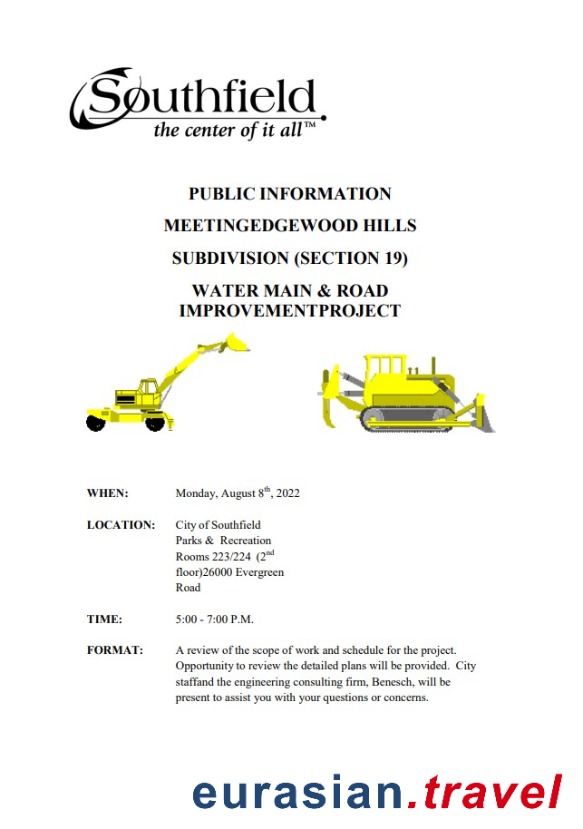 Southfield.
the center of it all™
PUBLIC INFORMATION
MEETINGEDGEWOOD HILLS
SUBDIVISION (SECTION 19)
WATER MAIN & ROAD
IMPROVEMENTPROJECT
WHEN: Monday, August 8th, 2022
LOCATION: City of Southfield
Parks & Recreation
Rooms 223/224 (2nd
floor)26000 Evergreen
Road
TIME: 5:00 - 7:00 P.M.
FORMAT: A review of the scope of work and schedule for the project.
Opportunity to review the detailed plans will be provided. City
staffand the engineering consulting firm, Benesch, will be
present to assist you with your questions or concerns.
eurasian.travel